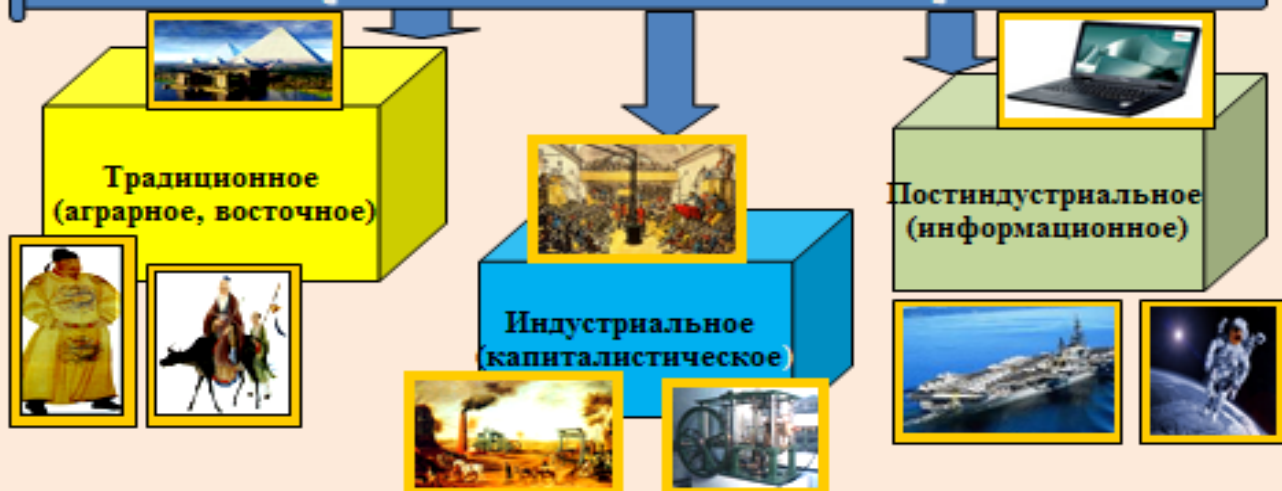 Традиционное
(аграрное, восточное)
Постиндустриальное
(информационное)
Индустриальное
(капиталистическое)